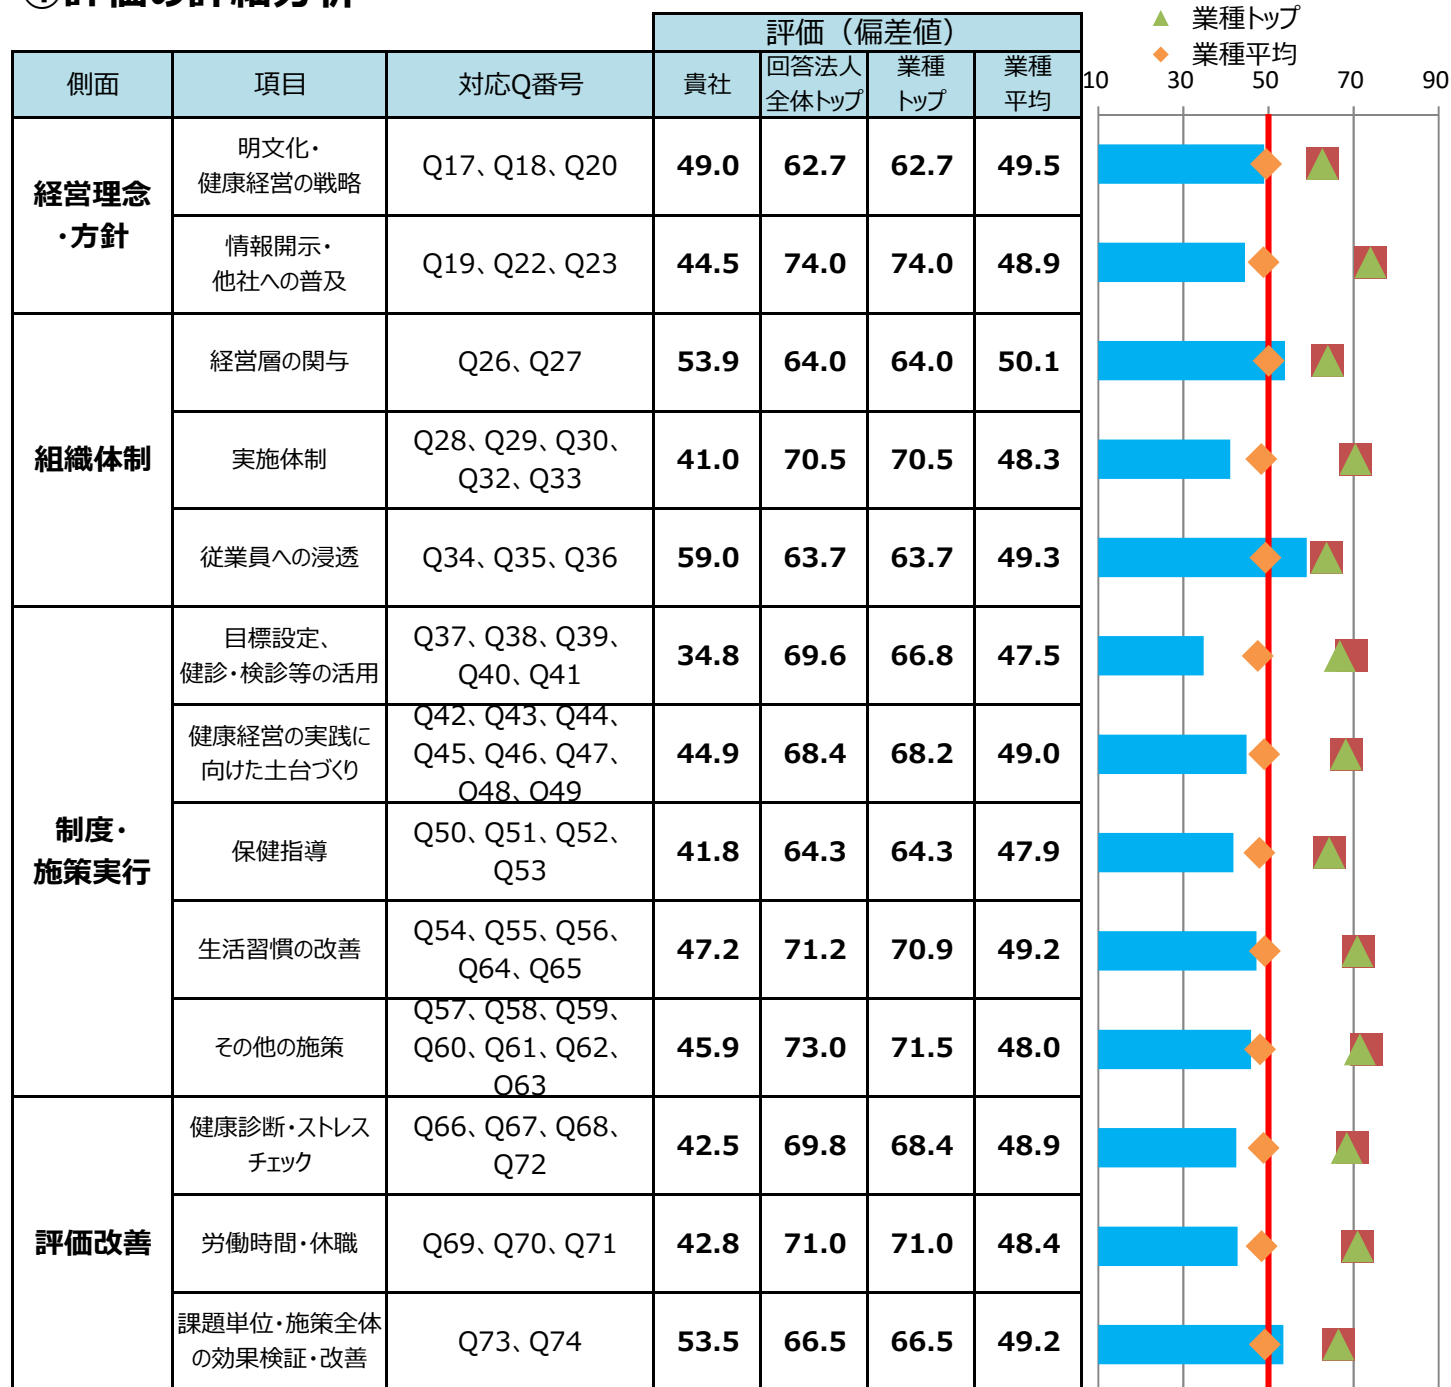 ①評価の詳細分析
▲ 業種トップ
◆ 業種平均
評価（偏差値）
側面 項目 対応Q番号 貴社 回答法人 業種 業種
全体トップ トップ 平均
10 30 50 70 90
経営理念
・方針
明文化・
健康経営の戦略
Q17、Q18、Q20
49.0 62.7 62.7 49.5
情報開示・
他社への普及
Q19、Q22、Q23
44.5 74.0 74.0 48.9
組織体制
経営層の関与
Q26、Q27
53.9 64.0 64.0 50.1
実施体制
Q28、Q29、Q30、
Q32、Q33
41.0 70.5 70.5 48.3
従業員への浸透
Q34、Q35、Q36
59.0 63.7 63.7 49.3
制度・
施策実行
目標設定、
健診・検診等の活用
Q37、Q38、Q39、
Q40、Q41
34.8 69.6 66.8 47.5
健康経営の実践に
向けた土台づくり
Q42、Q43、Q44、
Q45、Q46、Q47、
Q48、Q49
44.9 68.4 68.2 49.0
保健指導
Q50、Q51、Q52、
Q53
41.8 64.3 64.3 47.9
生活習慣の改善
Q54、Q55、Q56、
Q64、Q65
47.2 71.2 70.9 49.2
その他の施策
Q57、Q58、Q59、
Q60、Q61、Q62、
Q63
45.9 73.0 71.5 48.0
評価改善
健康診断・ストレス
チェック
Q66、Q67、Q68、
Q72
42.5 69.8 68.4 48.9
労働時間・休職
Q69、Q70、Q71
42.8 71.0 71.0 48.4
課題単位・施策全体
の効果検証・改善
Q73、Q74
53.5 66.5 66.5 49.2